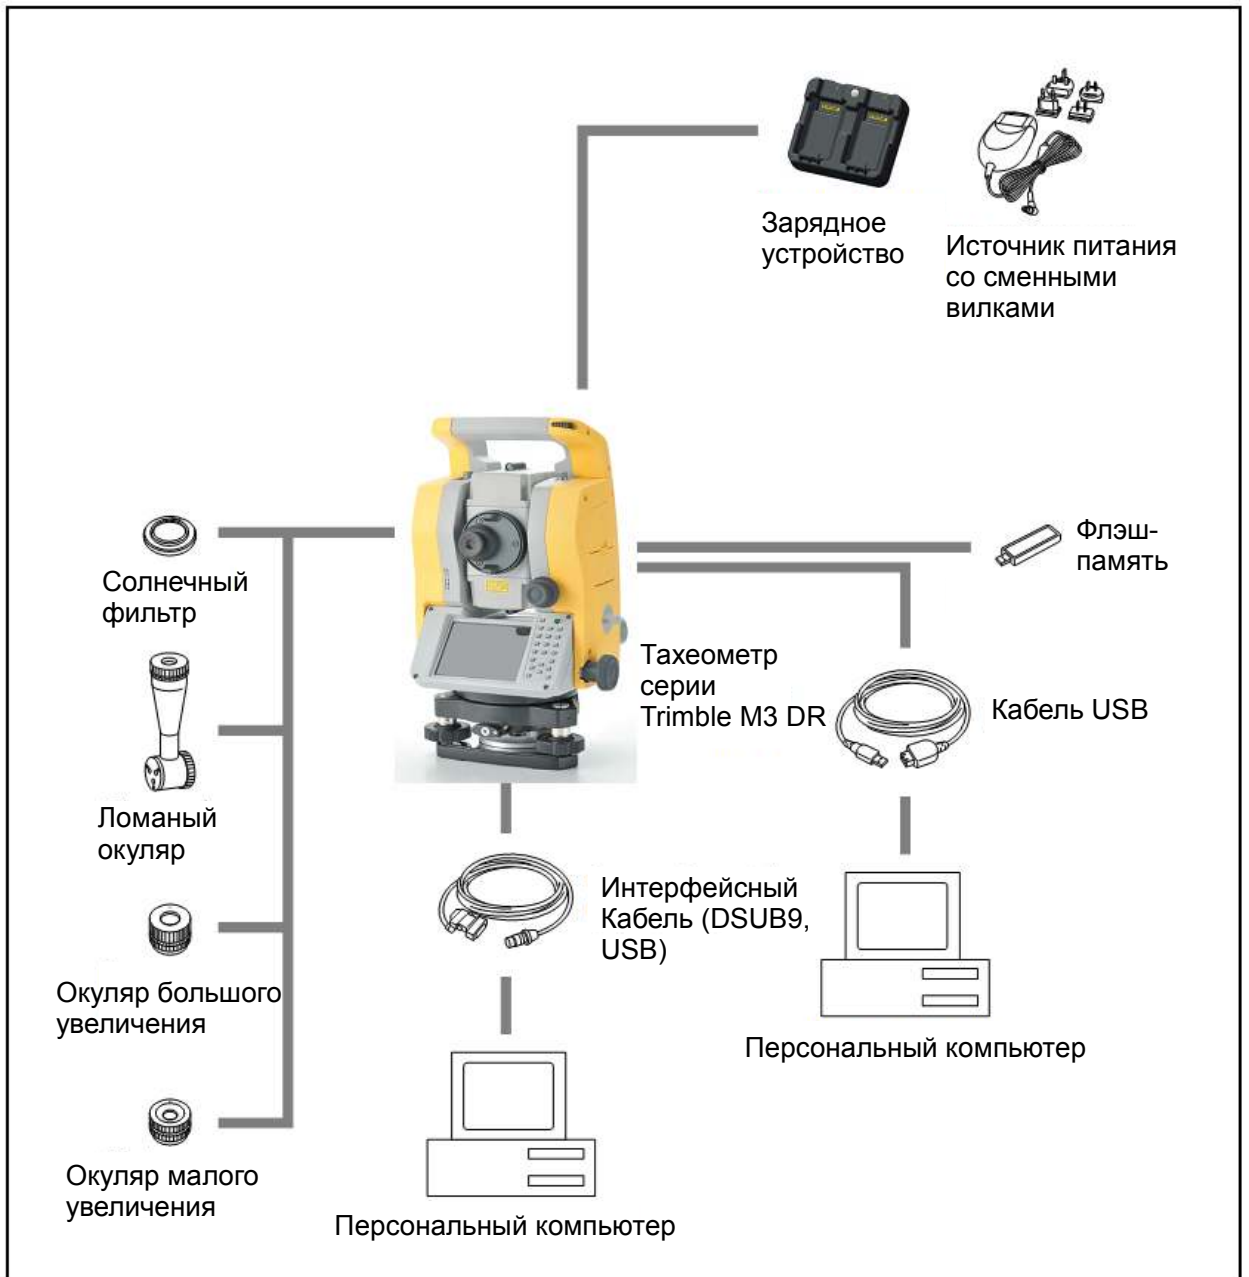 Зарядное
устройство
Источник питания
со сменными
вилками
Флэш-
память
Солнечный
фильтр
Тахеометр
серии
Trimble M3 DR
Кабель USB
Ломаный
окуляр
Интерфейсный
Кабель (DSUB9,
USB)
Окуляр большого
увеличения
Персональный компьютер
Окуляр малого
увеличения
Персональный компьютер